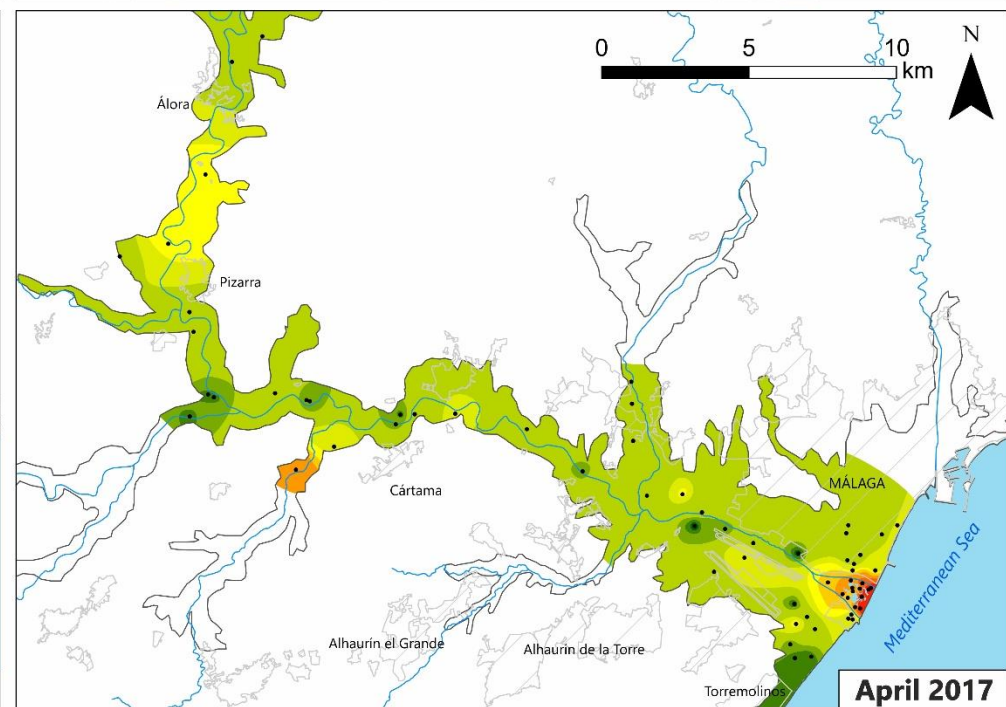 0 5 10
km
N
Álora
Pizarra
Cártama
MÁLAGA
Mediterranean Sea
Alhaurín el Grande
Alhaurin de la Torre
Torremolinos
April 2017